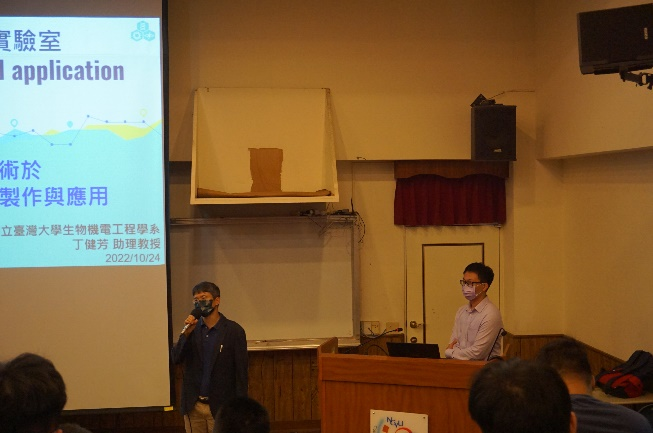 實驗室
l application
術於
製作與應用
立臺灣大學生物機電工程學系
丁健芳 助理教授
2022/10/24